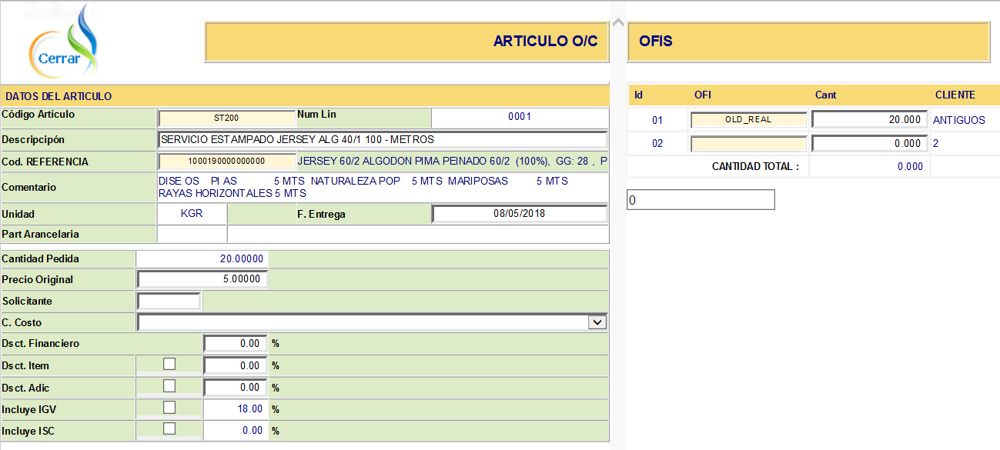 Cerrar
ARTICULO O/C
DATOS DEL ARTICULO
Código Artículo ST200 Num Lin 0001
Descripcipón SERVICIO ESTAMPADO JERSEY ALG 40/1 100 - METROS
Cod. REFERENCIA 1000190000000000 JERSEY 60/2 ALGODON PIMA PEINADO 60/2 (100%), GG: 28 , P
Comentario DISE OS PI AS 5 MTS NATURALEZA POP 5 MTS MARIPOSAS 5 MTS
RAYAS HORIZONTALES 5 MTS
Unidad KGR F. Entrega 08/05/2018
Part Arancelaria
Cantidad Pedida 20.00000
Precio Original 5.00000
Solicitante
C. Costo
Dsct. Financiero 0.00 %
Dsct. Item 0.00 %
Dsct. Adic 0.00 %
Incluye IGV 18.00 %
Incluye ISC 0.00 %
OFIS
Id OFI Cant CLIENTE
01 OLD_REAL 20.000 ANTIGUOS
02 0.000 2
CANTIDAD TOTAL : 0.000
0